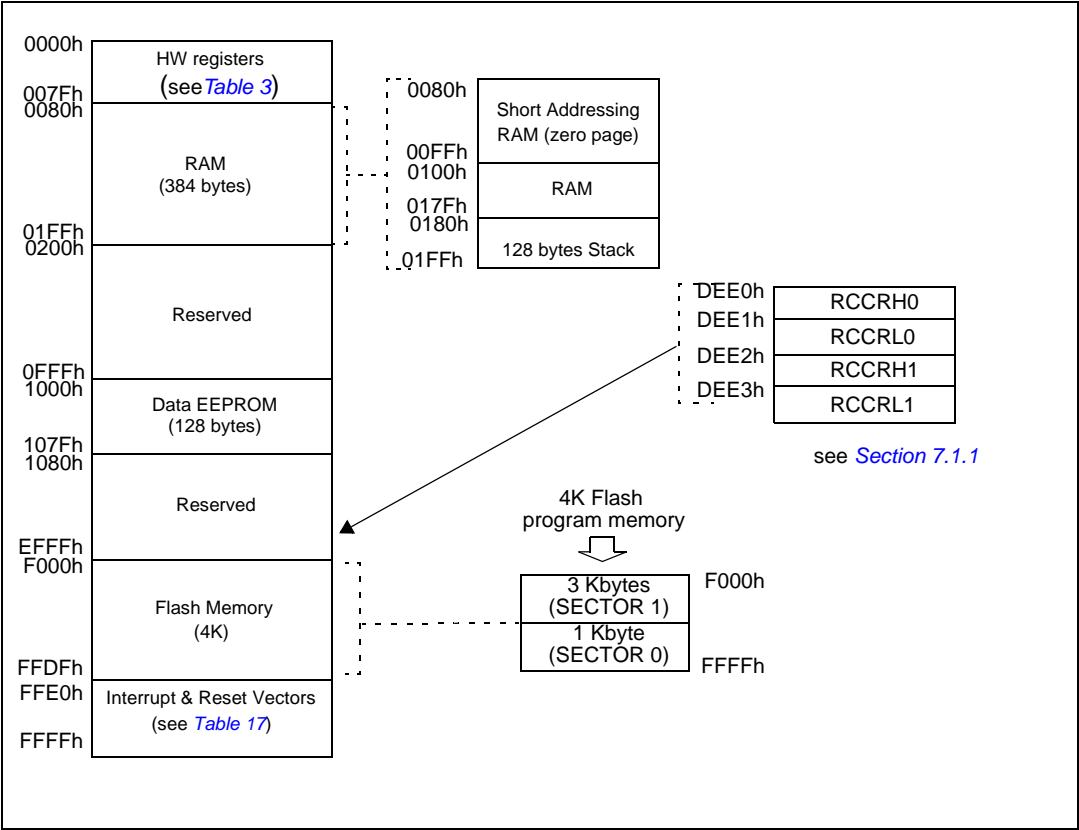 0000h
HW registers
(see Table 3)
007Fh
0080h
RAM
(384 bytes)
01FFh
0200h
Reserved
0FFFh
1000h
Data EEPROM
(128 bytes)
107Fh
1080h
Reserved
EFFFh
F000h
Flash Memory
(4K)
FFDFh
FFE0h
Interrupt & Reset Vectors
(see Table 17)
FFFFh
0080h
Short Addressing
RAM (zero page)
00FFh
0100h
RAM
017Fh
0180h
128 bytes Stack
01FFh
DEE0h
RCCRH0
DEE1h
RCCRL0
DEE2h
RCCRH1
DEE3h
RCCRL1
see Section 7.1.1
4K Flash
program memory
3 Kbytes
(SECTOR 1)
F000h
1 Kbyte
(SECTOR 0)
FFFFh